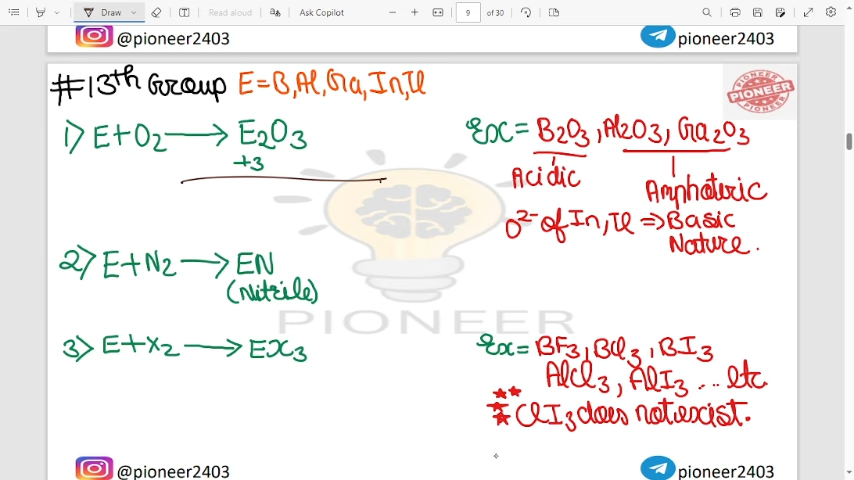 Draw
Read aloud
Ask Copilot
9
of 30
@pioneer2403
pioneer2403
#13th Group E=B,Al,Ga,In,Tl
PIONEER
1) E+O2 → E2O3
+3
Ex= B2O3, Al2O3, Ga2O3
Acidic
Amphoteric
O2- of In, Tl ⇒ Basic
Nature.
2) E+N2 → EN
(Nitrile)
PIONEER
3) E+X2 → EX3
Ex= BF3, BCl3, BI3
AlCl3, AlI3 ... etc
ClI3 does not exist.
@pioneer2403
pioneer2403